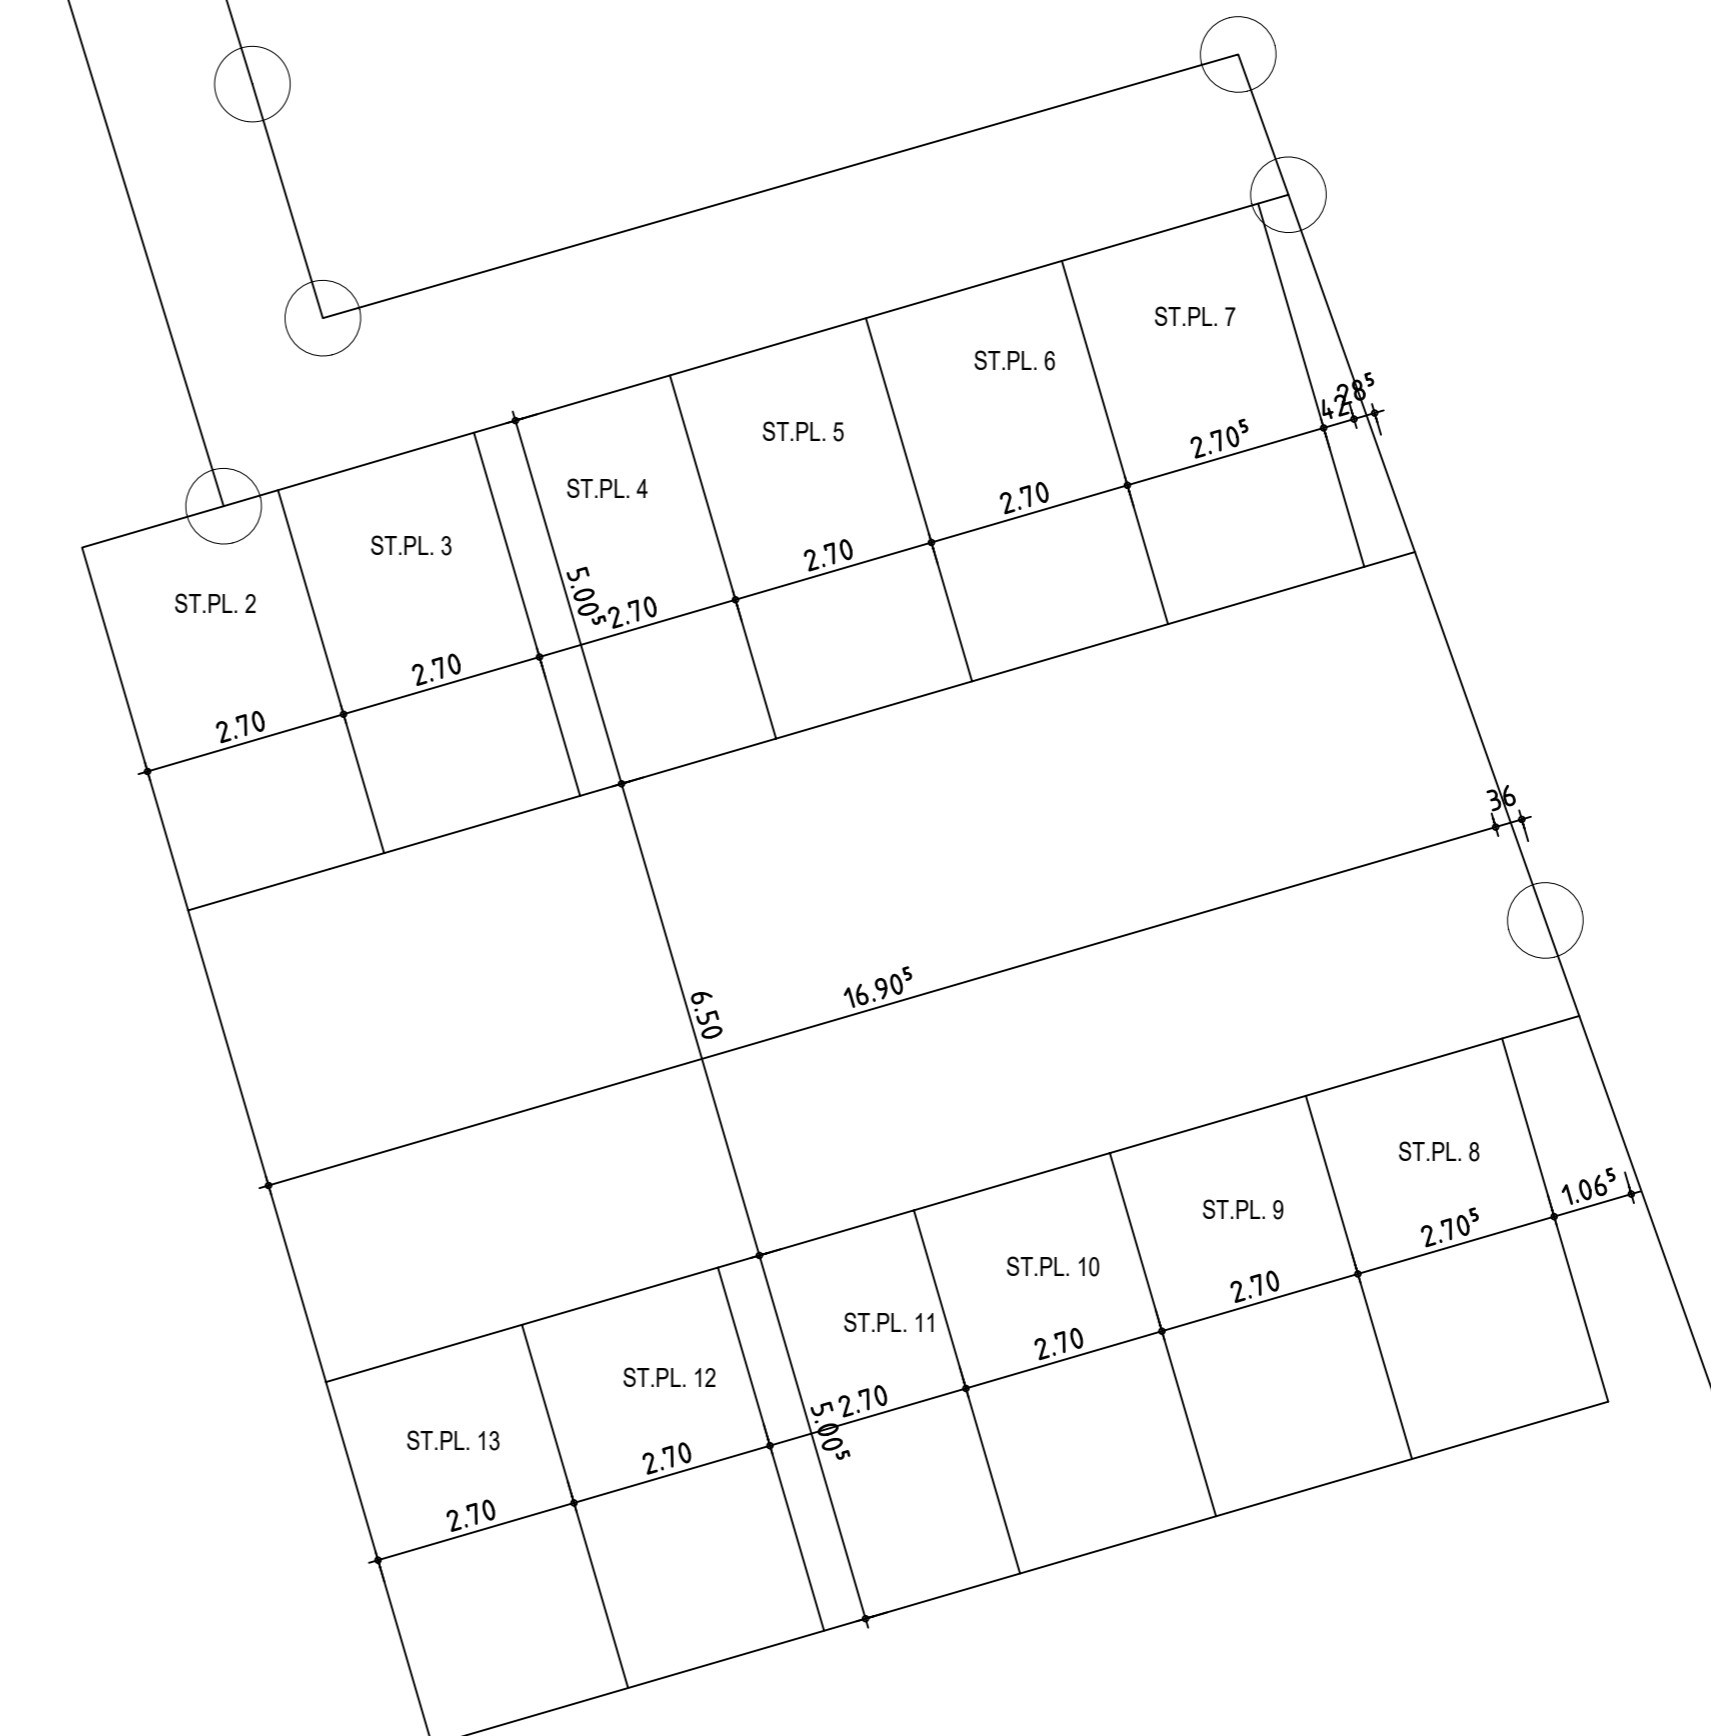 ST.PL. 7
ST.PL. 6
ST.PL. 5
ST.PL. 4
ST.PL. 3
ST.PL. 2
2.70
2.70
5.00⁵
2.70
2.70
2.70
2.70⁵
42
28⁵
36
6.50
16.90⁵
ST.PL. 8
ST.PL. 9
ST.PL. 10
ST.PL. 11
ST.PL. 12
ST.PL. 13
2.70
2.70
5.00⁵
2.70
2.70
2.70
2.70⁵
1.06⁵